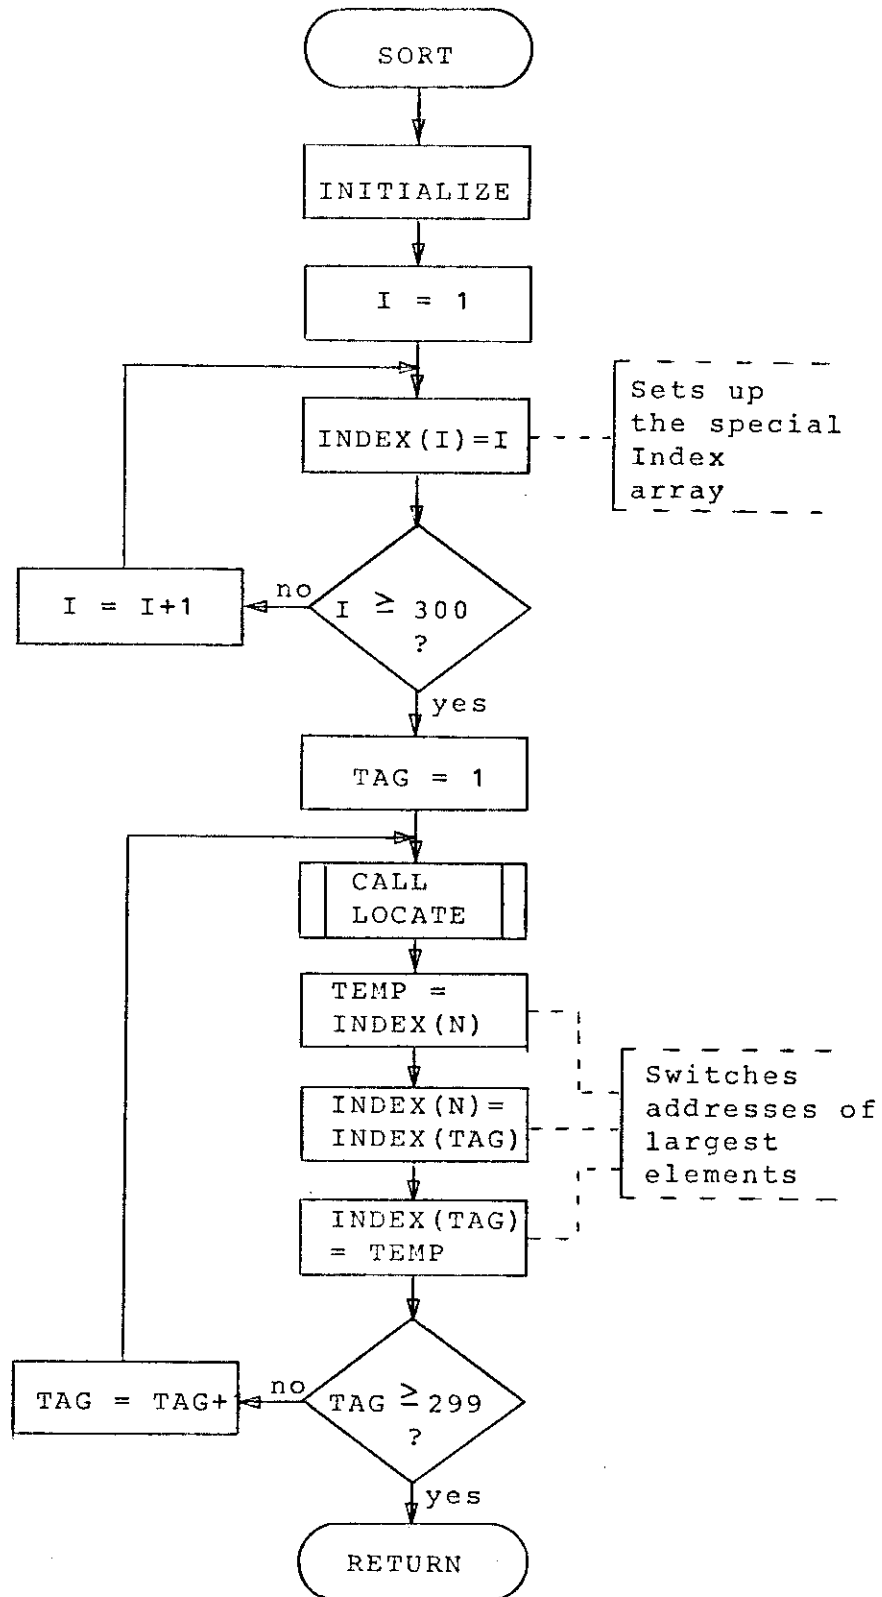 SORT
INITIALIZE
I = 1
INDEX(I)=I
Sets up
the special
Index
array
I = I+1
no
I ≥ 300
?
yes
TAG = 1
CALL
LOCATE
TEMP =
INDEX(N)
INDEX(N)=
INDEX(TAG)
INDEX(TAG)
= TEMP
Switches
addresses of
largest
elements
TAG = TAG+
no
TAG ≥ 299
?
yes
RETURN